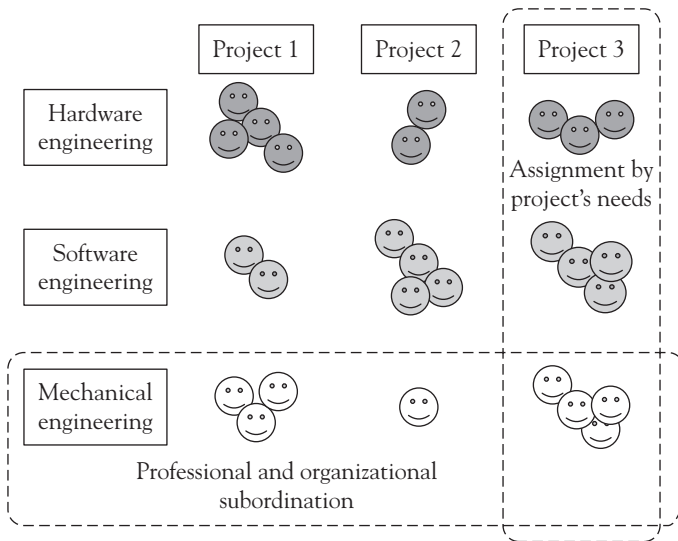 Project 1
Project 2
Project 3
Hardware
engineering
Assignment by
project's needs
Software
engineering
Mechanical
engineering
Professional and organizational
subordination